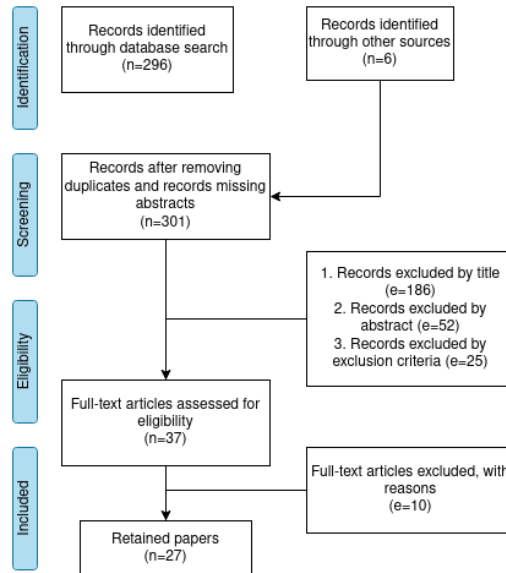 Identification
Records identified
through database search
(n=296)
Records identified
through other sources
(n=6)
Screening
Records after removing
duplicates and records missing
abstracts
(n=301)
1. Records excluded by title
(e=186)
2. Records excluded by
abstract (e=52)
3. Records excluded by
exclusion criteria (e=25)
Eligibility
Full-text articles assessed for
eligibility
(n=37)
Included
Full-text articles excluded, with
reasons
(e=10)
Retained papers
(n=27)